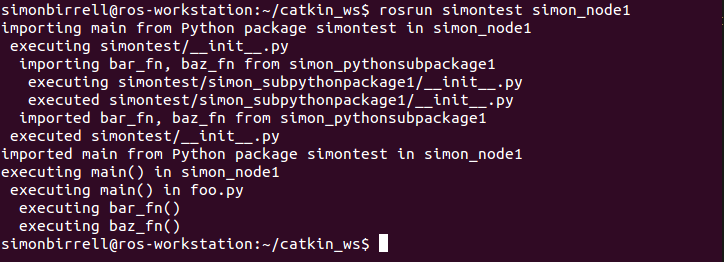 simonbirrell@ros-workstation:~/catkin_ws$ rosrun simontest simon_node1
importing main from Python package simontest in simon_node1
 executing simontest/__init__.py
  importing bar_fn, baz_fn from simon_pythonsubpackage1
   executing simontest/simon_subpythonpackage1/__init__.py
   executed simontest/simon_subpythonpackage1/__init__.py
  imported bar_fn, baz_fn from simon_pythonsubpackage1
 executed simontest/__init__.py
imported main from Python package simontest in simon_node1
executing main() in simon_node1
 executing main() in foo.py
  executing bar_fn()
  executing baz_fn()
simonbirrell@ros-workstation:~/catkin_ws$